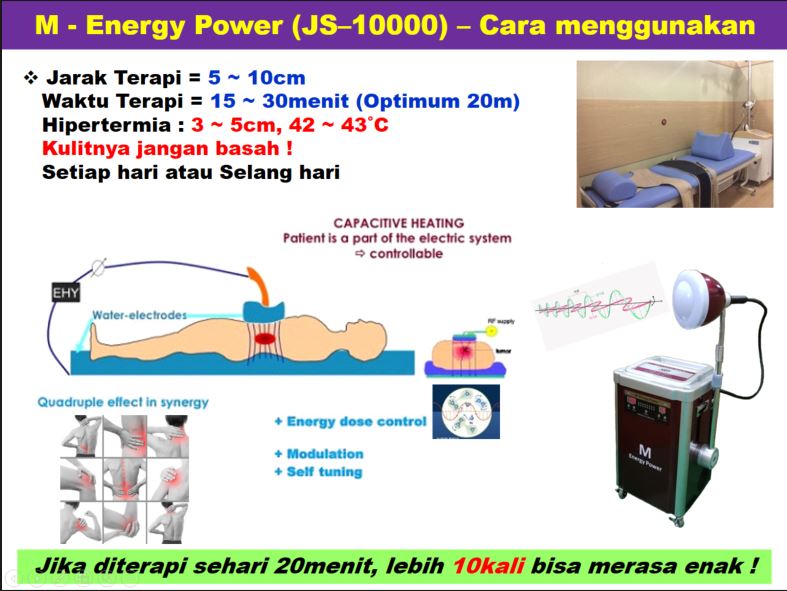 M - Energy Power (JS–10000) – Cara menggunakan
❖ Jarak Terapi = 5 ~ 10cm
Waktu Terapi = 15 ~ 30menit (Optimum 20m)
Hipertermia : 3 ~ 5cm, 42 ~ 43˚C
Kulitnya jangan basah !
Setiap hari atau Selang hari
CAPACITIVE HEATING
Patient is a part of the electric system
⇨ controllable
EHY
Water-electrodes
RF supply
tumor
Quadruple effect in synergy
+ Energy dose control
+ Modulation
+ Self tuning
M
Energy Power
Jika diterapi sehari 20menit, lebih 10kali bisa merasa enak !